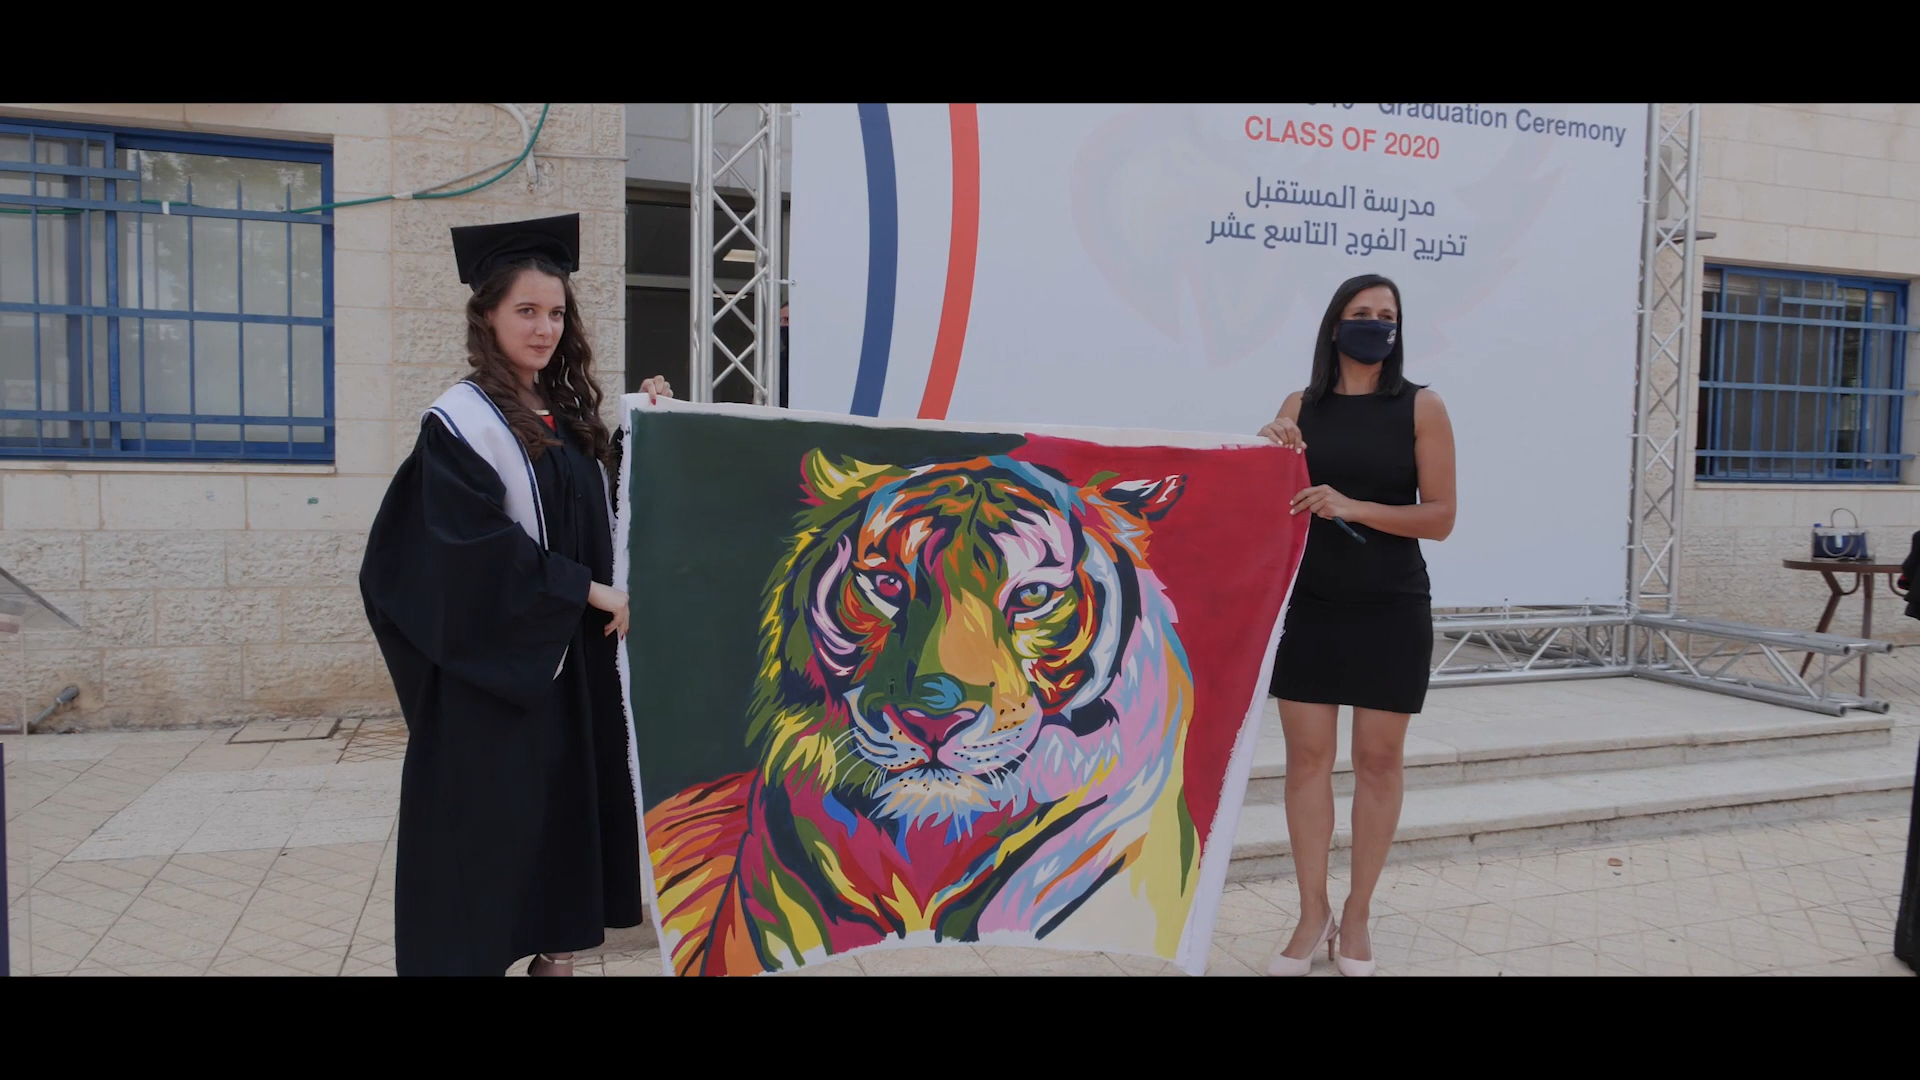 Graduation Ceremony
CLASS OF 2020
مدرسة المستقبل
تخريج الفوج التاسع عشر